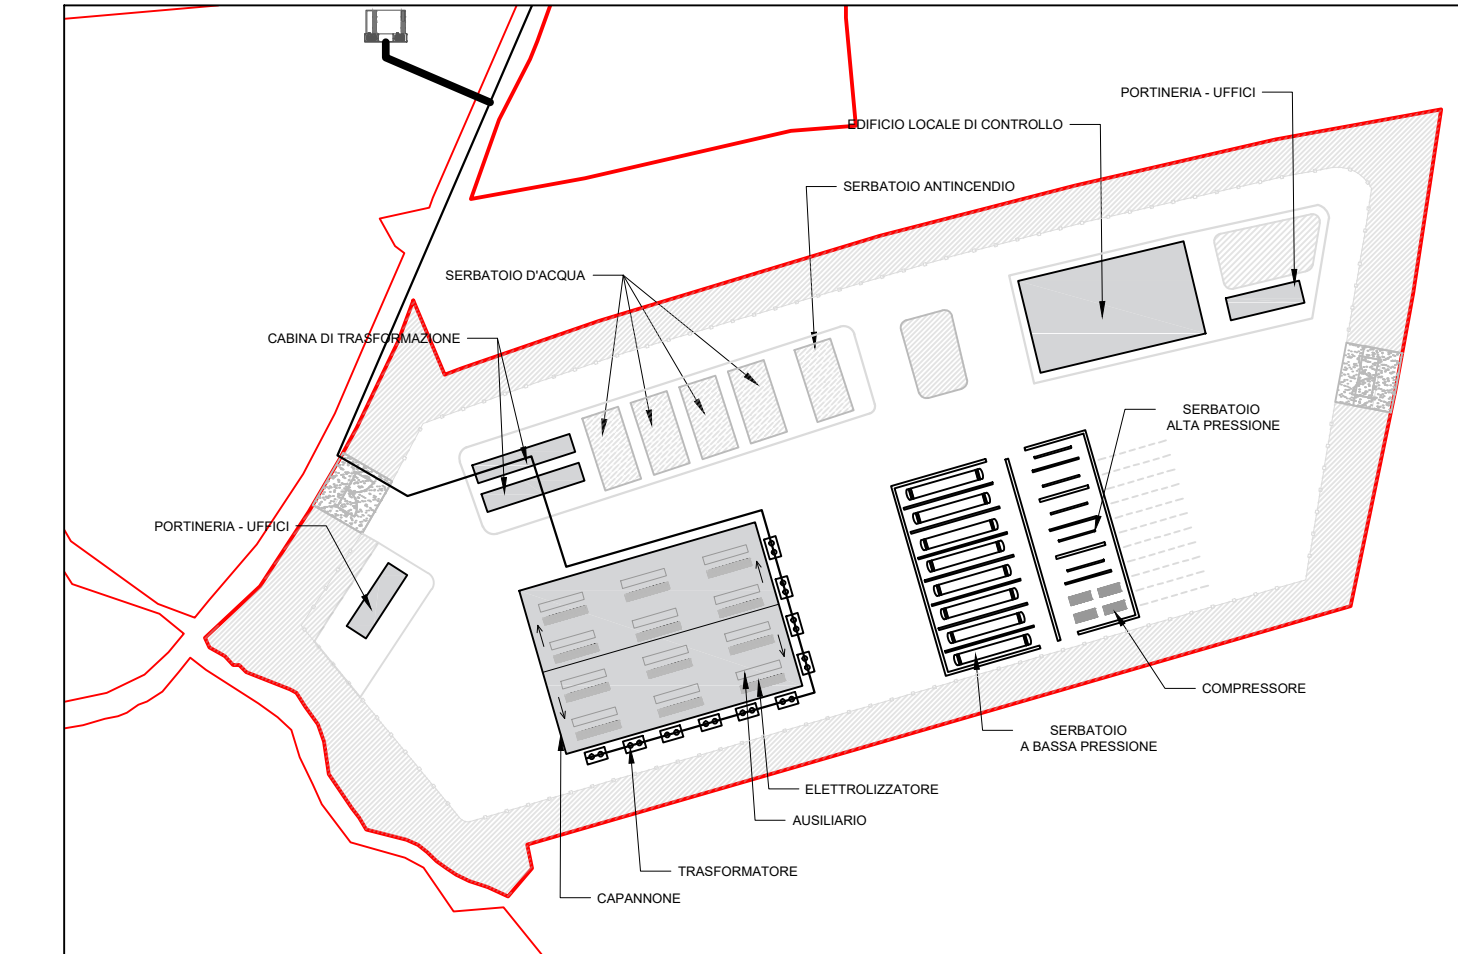 PORTINERIA - UFFICI
EDIFICIO LOCALE DI CONTROLLO
SERBATOIO ANTINCENDIO
SERBATOIO D'ACQUA
CABINA DI TRASFORMAZIONE
SERBATOIO
ALTA PRESSIONE
PORTINERIA - UFFICI
COMPRESSORE
SERBATOIO
A BASSA PRESSIONE
ELETTROLIZZATORE
AUSILIARIO
TRASFORMATORE
CAPANNONE